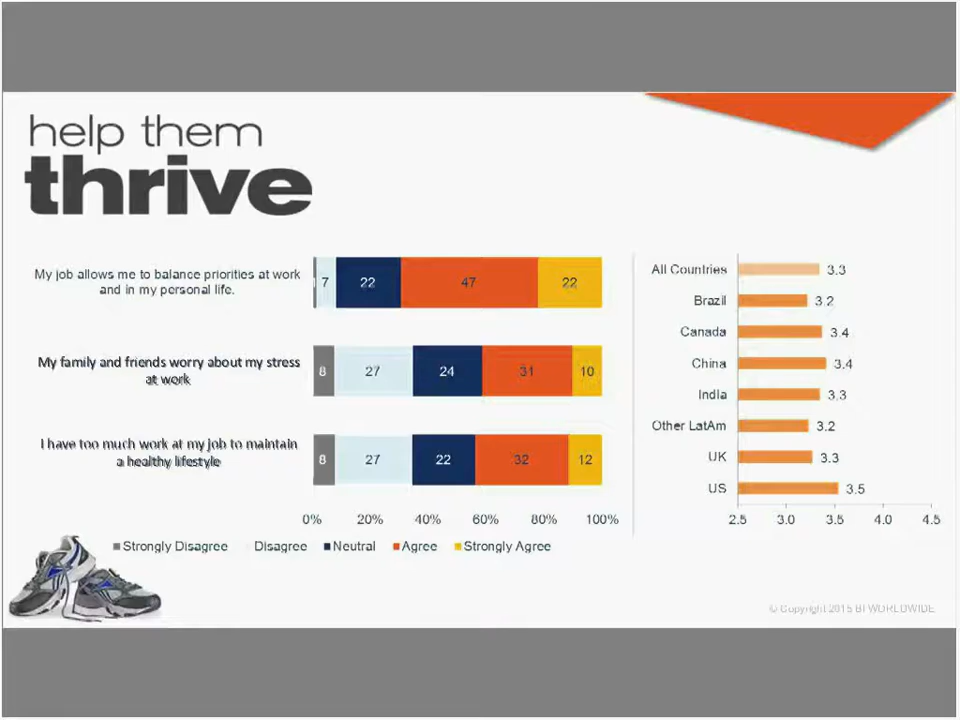 help them
thrive
My job allows me to balance priorities at work
and in my personal life.
7 22 47 22
My family and friends worry about my stress
at work
8 27 24 31 10
I have too much work at my job to maintain
a healthy lifestyle
8 27 22 32 12
0% 20% 40% 60% 80% 100%
Strongly Disagree Disagree Neutral Agree Strongly Agree
All Countries 3.3
Brazil 3.2
Canada 3.4
China 3.4
India 3.3
Other LatAm 3.2
UK 3.3
US 3.5
2.5 3.0 3.5 4.0 4.5
© Copyright 2015 BI WORLDWIDE